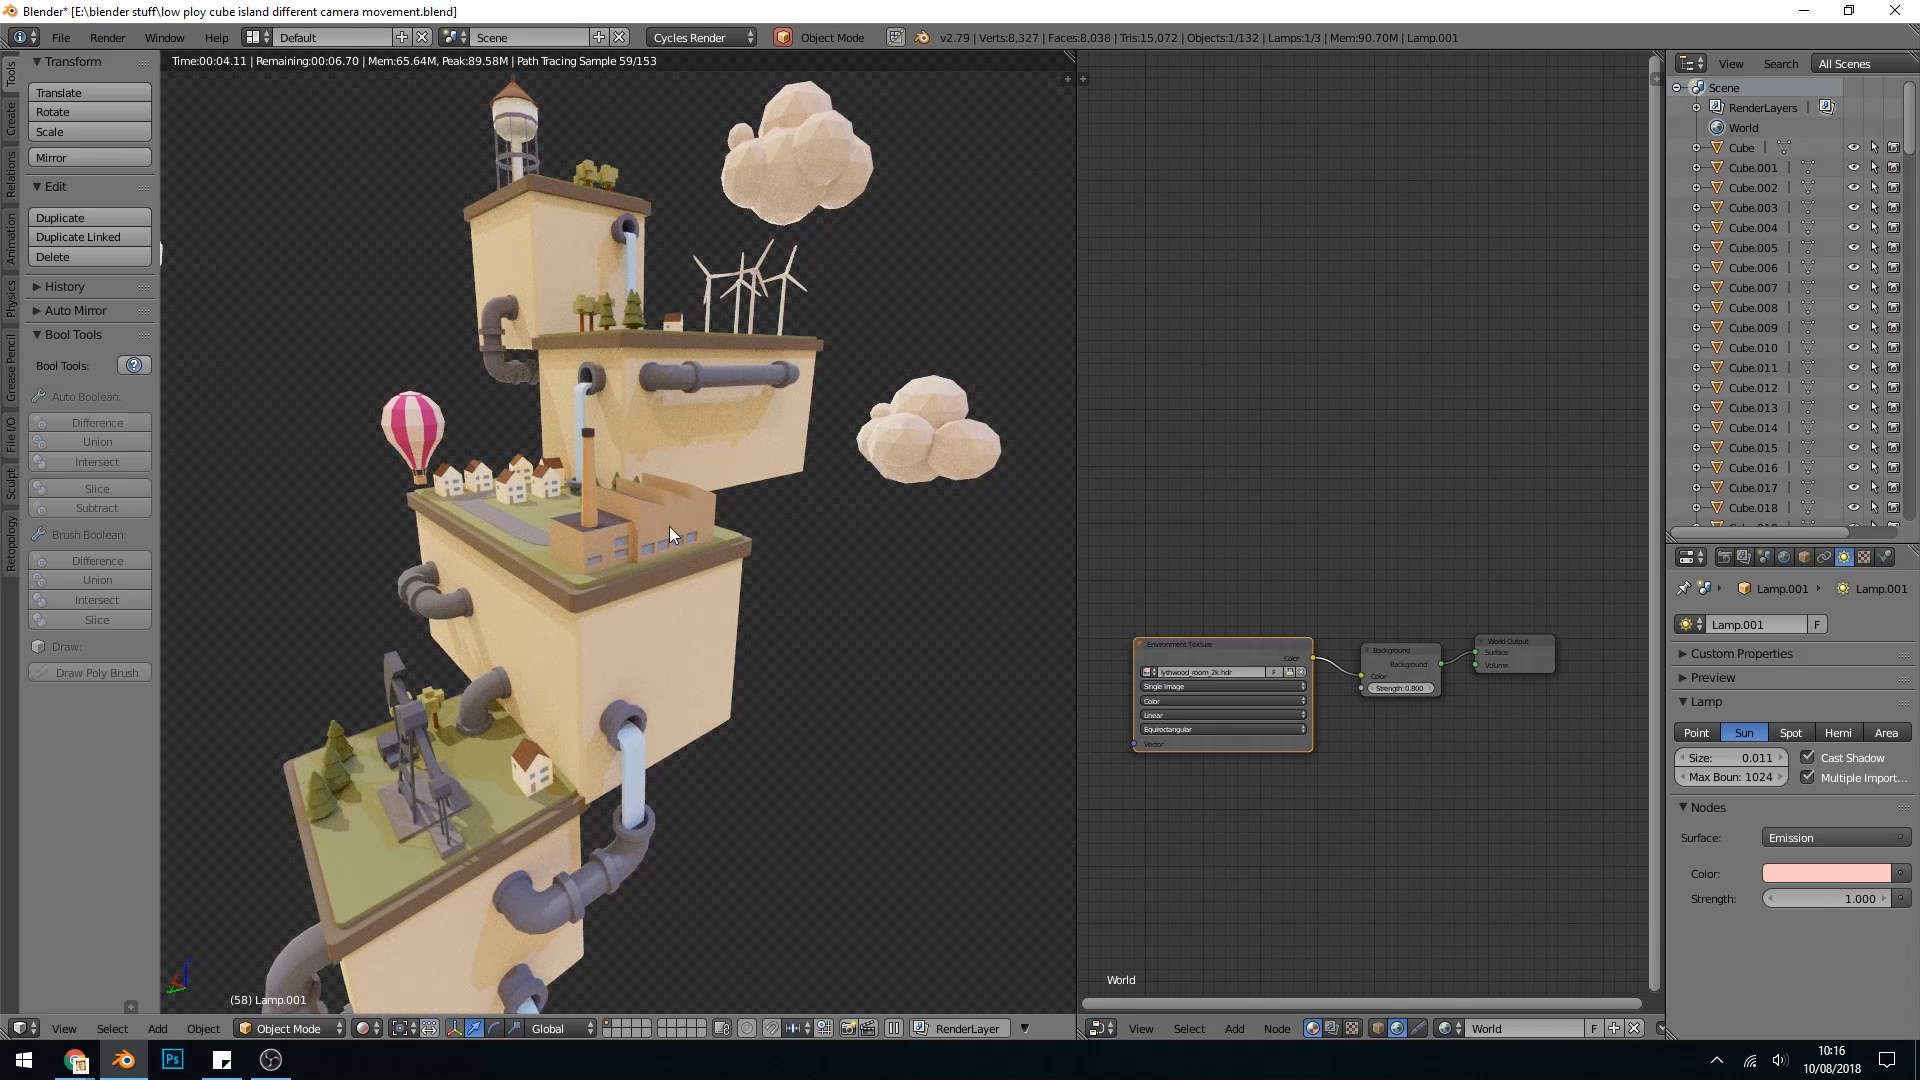 Blender* [E:\blender stuff\low ploy cube island different camera movement.blend]
File Render Window Help Default Scene Cycles Render Object Mode v2.79 | Verts:8,327 | Faces:8,038 | Tris:15,072 | Objects:1/132 | Lamps:1/3 | Mem:90.70M | Lamp.001
Time:00:04.11 | Remaining:00:06.70 | Mem:65.64M, Peak:89.58M | Path Tracing Sample 59/153
Tools
Create
Relations
Animation
Physics
Grease Pencil
File I/O
Sculpt
Retopology
Transform
Translate
Rotate
Scale
Mirror
Edit
Duplicate
Duplicate Linked
Delete
History
Auto Mirror
Bool Tools
Bool Tools:
Auto Boolean:
Difference
Union
Intersect
Slice
Subtract
Brush Boolean:
Difference
Union
Intersect
Slice
Draw:
Draw Poly Brush
(58) Lamp.001
View Select Add Object Object Mode Global RenderLayer
Environment Texture
Color
lythwood_room_2k.hdr F
Single Image
Color
Linear
Equirectangular
Vector
Background
Background
Color
Strength: 0.800
World Output
Surface
Volume
World
View Select Add Node World F
View Search All Scenes
Scene
RenderLayers
World
Cube
Cube.001
Cube.002
Cube.003
Cube.004
Cube.005
Cube.006
Cube.007
Cube.008
Cube.009
Cube.010
Cube.011
Cube.012
Cube.013
Cube.014
Cube.015
Cube.016
Cube.017
Cube.018
Lamp.001 Lamp.001
Lamp.001 F
Custom Properties
Preview
Lamp
Point Sun Spot Hemi Area
Size: 0.011 Cast Shadow
Max Boun: 1024 Multiple Import...
Nodes
Surface: Emission
Color:
Strength: 1.000
Ps
10:16
10/08/2018